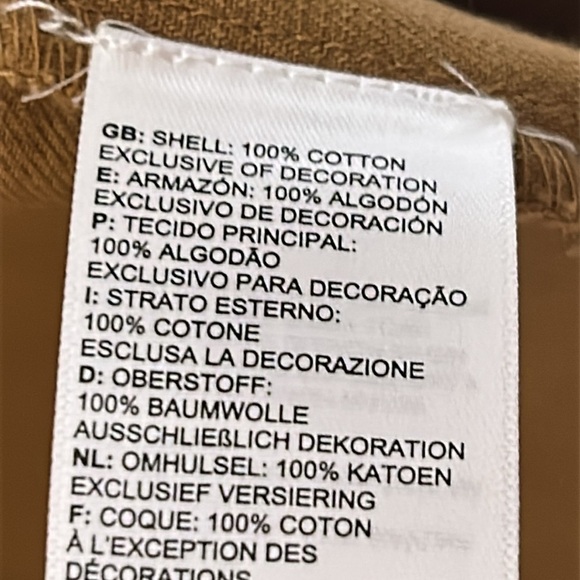 GB: SHELL: 100% COTTON
EXCLUSIVE OF DECORATION
E: ARMAZÓN: 100% ALGODÓN
EXCLUSIVO DE DECORACIÓN
P: TECIDO PRINCIPAL:
100% ALGODÃO
EXCLUSIVO PARA DECORAÇÃO
I: STRATO ESTERNO:
100% COTONE
ESCLUSA LA DECORAZIONE
D: OBERSTOFF:
100% BAUMWOLLE
AUSSCHLIEßLICH DEKORATION
NL: OMHULSEL: 100% KATOEN
EXCLUSIEF VERSIERING
F: COQUE: 100% COTON
À L'EXCEPTION DES
DÉCORATIONS